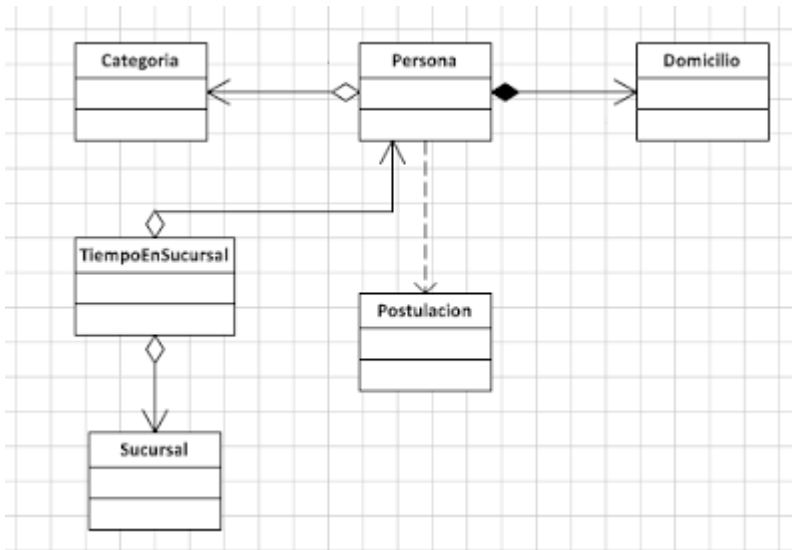 Categoria
Persona
Domicilio
TiempoEnSucursal
Postulacion
Sucursal